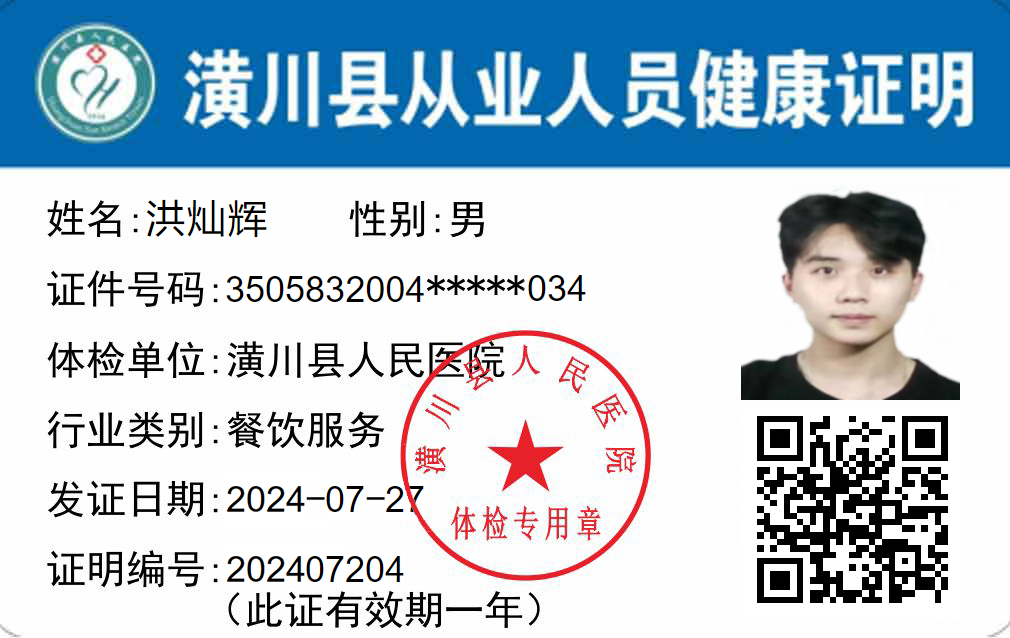 潢川县从业人员健康证明
姓名:洪灿辉 性别:男
证件号码:3505832004*****034
体检单位:潢川县人民医院
行业类别:餐饮服务
发证日期:2024-07-27
证明编号:202407204
(此证有效期一年)
潢川县人民医院
体检专用章